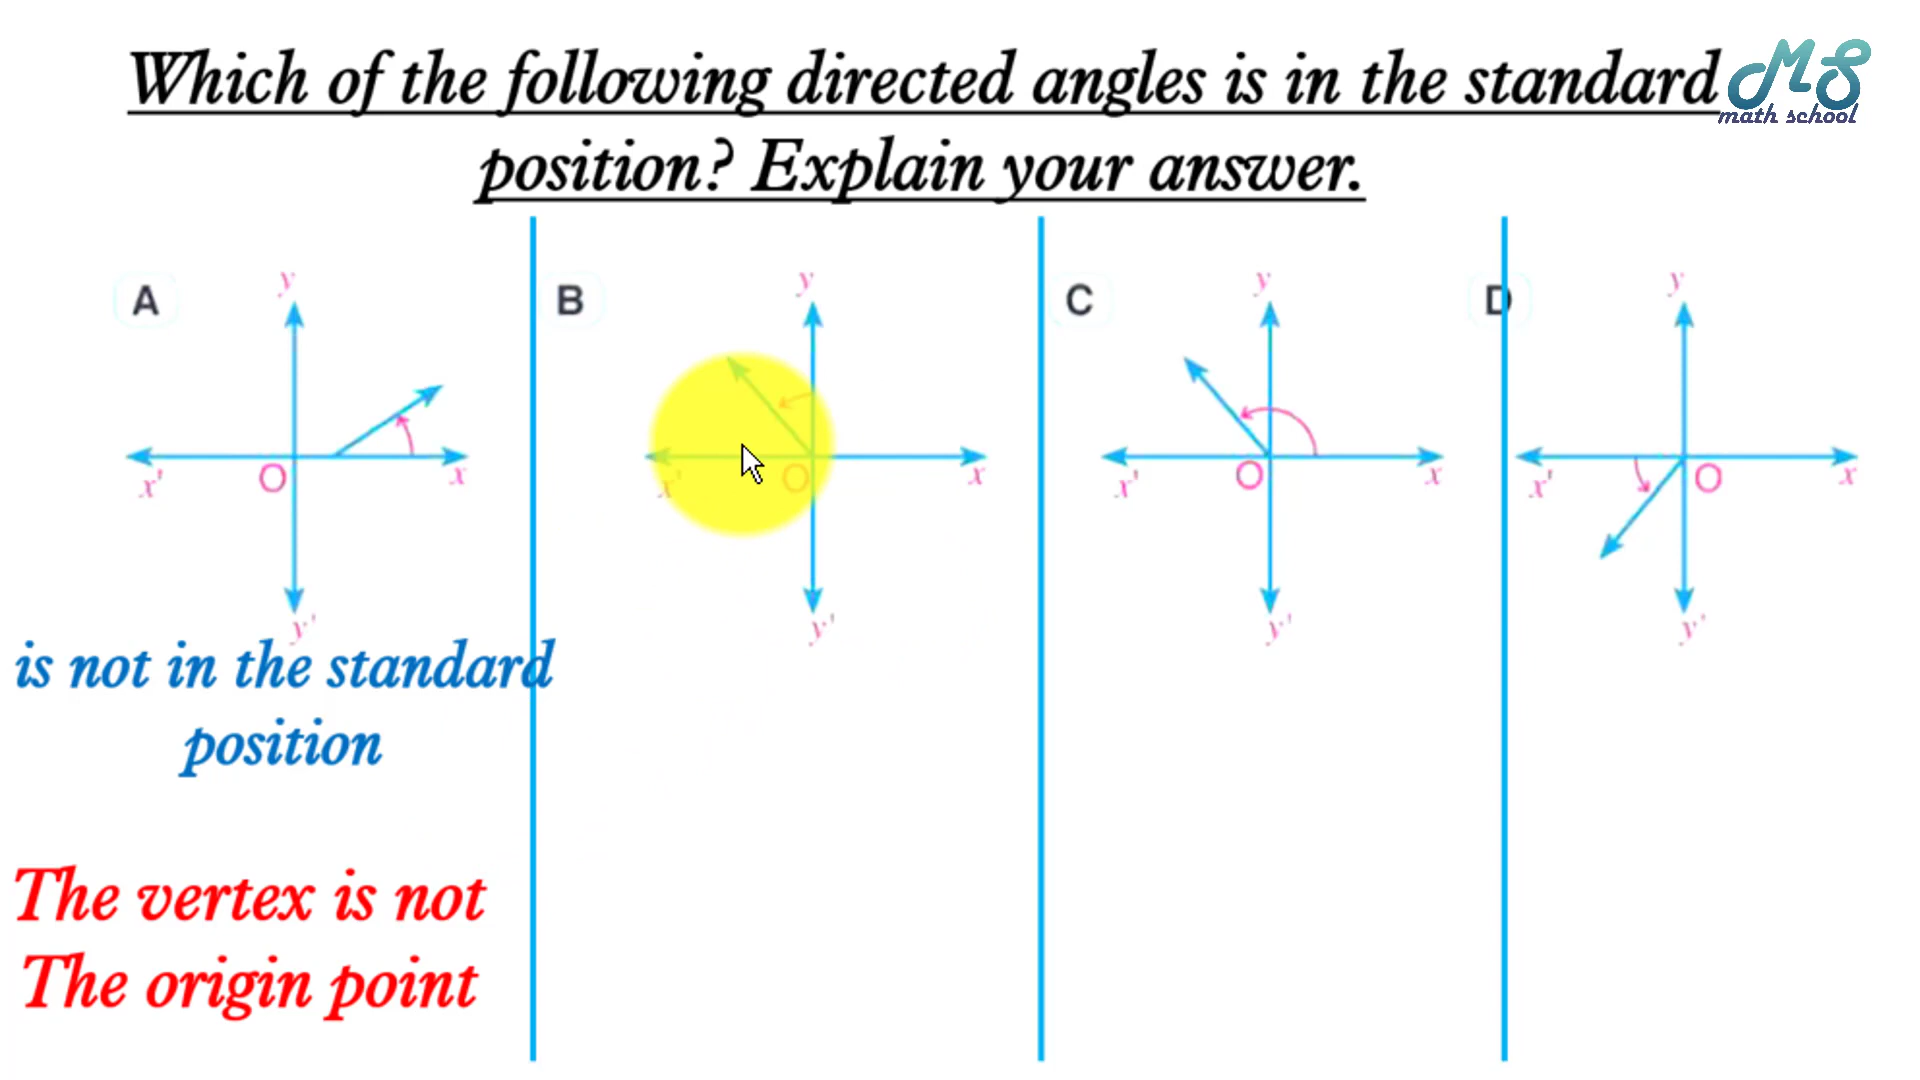 Which of the following directed angles is in the standard
MS
math school
position? Explain your answer.
A
B
C
D
y
y
y
y
x'
O
x
x'
O
x
x'
O
x
x'
O
x
y'
y'
y'
y'
is not in the standard
position
The vertex is not
The origin point